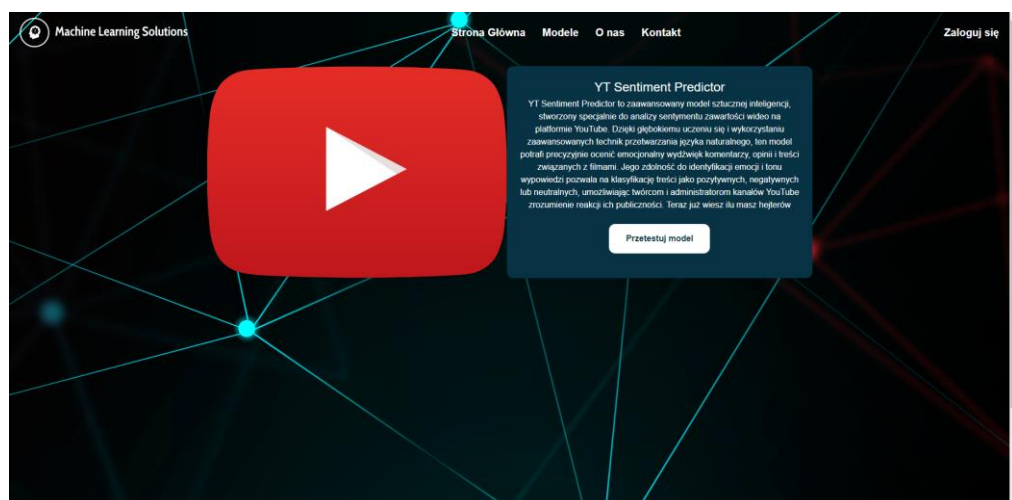 Machine Learning Solutions
Strona Główna Modele O nas Kontakt
Zaloguj się
YT Sentiment Predictor
YT Sentiment Predictor to zaawansowany model sztucznej inteligencji,
stworzony specjalnie do analizy sentymentu zawartości wideo na
platformie YouTube. Dzięki głębokiemu uczeniu się i wykorzystaniu
zaawansowanych technik przetwarzania języka naturalnego, ten model
potrafi precyzyjnie ocenić emocjonalny wydźwięk komentarzy, opinii i treści
związanych z filmami. Jego zdolność do identyfikacji emocji i tonu
wypowiedzi pozwala na klasyfikację treści jako pozytywnych, negatywnych
lub neutralnych, umożliwiając twórcom i administratorom kanałów YouTube
zrozumienie reakcji ich publiczności. Teraz już wiesz ilu masz hejterów
Przetestuj model